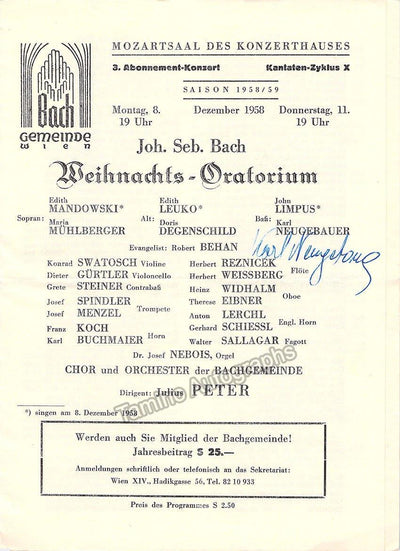 MOZARTSAAL DES KONZERTHAUSES
3. Abonnement-Konzert Kantaten-Zyklus X
SAISON 1958/59
Montag, 8. Dezember 1958 Donnerstag, 11.
19 Uhr 19 Uhr
Bach
GEMEINDE
WIEN
Joh. Seb. Bach
Weihnachts-Oratorium
Edith Edith John
MANDOWSKI* LEUKO* LIMPUS*
Sopran: Maria Alt: Doris Baß: Karl
MÜHLBERGER DEGENSCHILD NEUGEBAUER
Evangelist: Robert BEHAN
Karl Neugebauer
Konrad SWATOSCH Violine Herbert REZNICEK
Dieter GÜRTLER Violoncello Herbert WEISSBERG Flöte
Grete STEINER Contrabaß Heinz WIDHALM
Josef SPINDLER Therese EIBNER Oboe
Josef MENZEL Trompete Anton LERCHL
Franz KOCH Gerhard SCHIESSL Engl. Horn
Karl BUCHMAIER Horn Walter SALLAGAR Fagott
Dr. Josef NEBOIS, Orgel
CHOR und ORCHESTER der BACHGEMEINDE
Dirigent: Julius PETER
Tamino Autographs
*) singen am 8. Dezember 1958
Werden auch Sie Mitglied der Bachgemeinde!
Jahresbeitrag S 25.—
Anmeldungen schriftlich oder telefonisch an das Sekretariat:
Wien XIV., Hadikgasse 56, Tel. 82 10 933
Preis des Programmes S 2.50